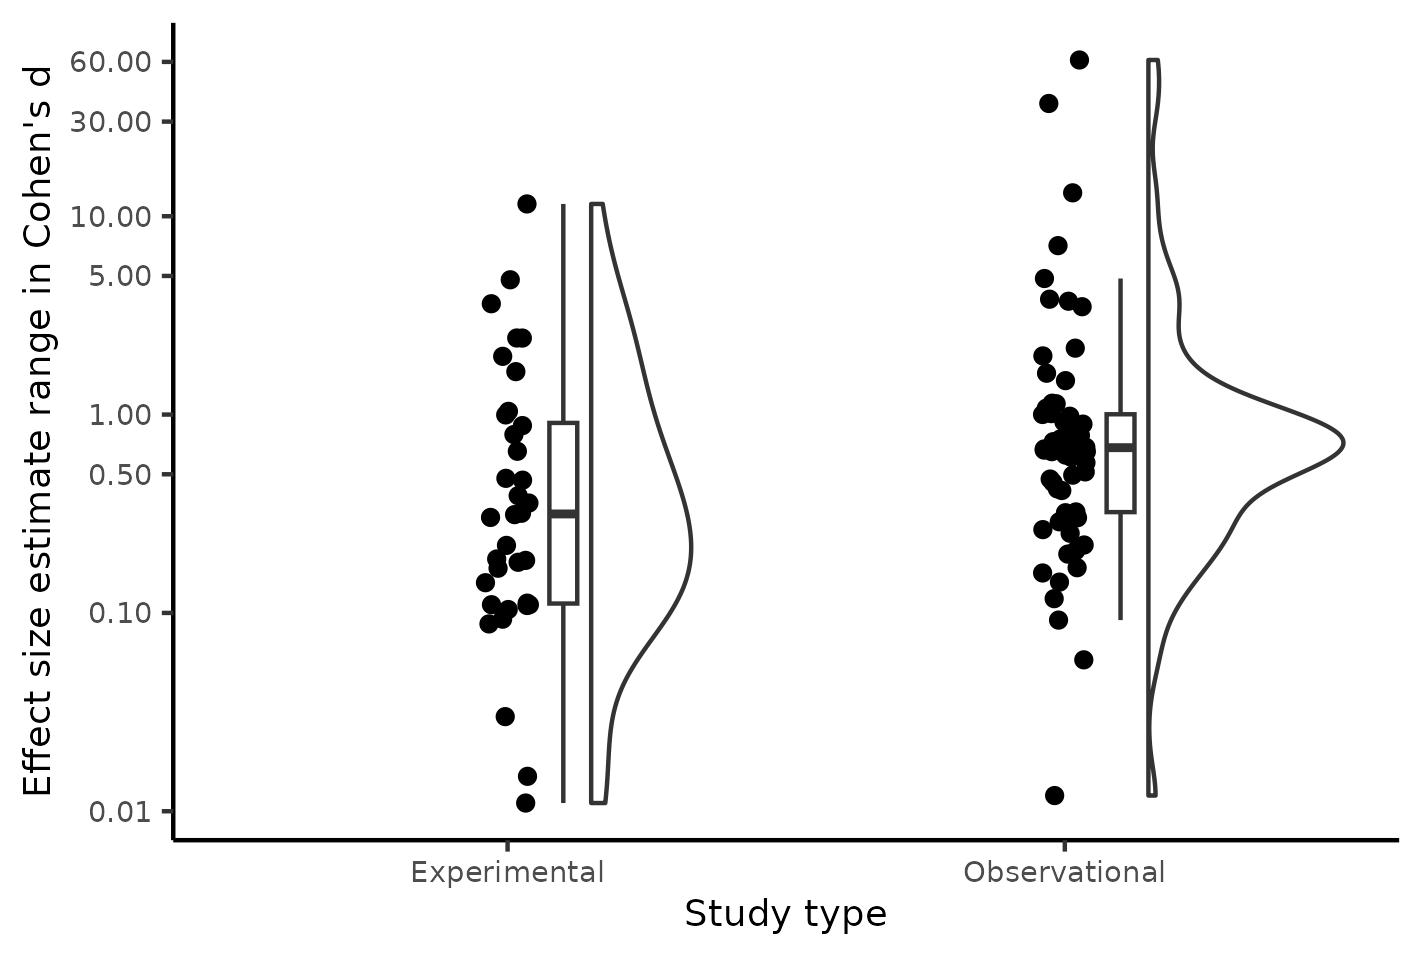 Effect size estimate range in Cohen's d
60.00
30.00
10.00
5.00
1.00
0.50
0.10
0.01
Experimental
Observational
Study type